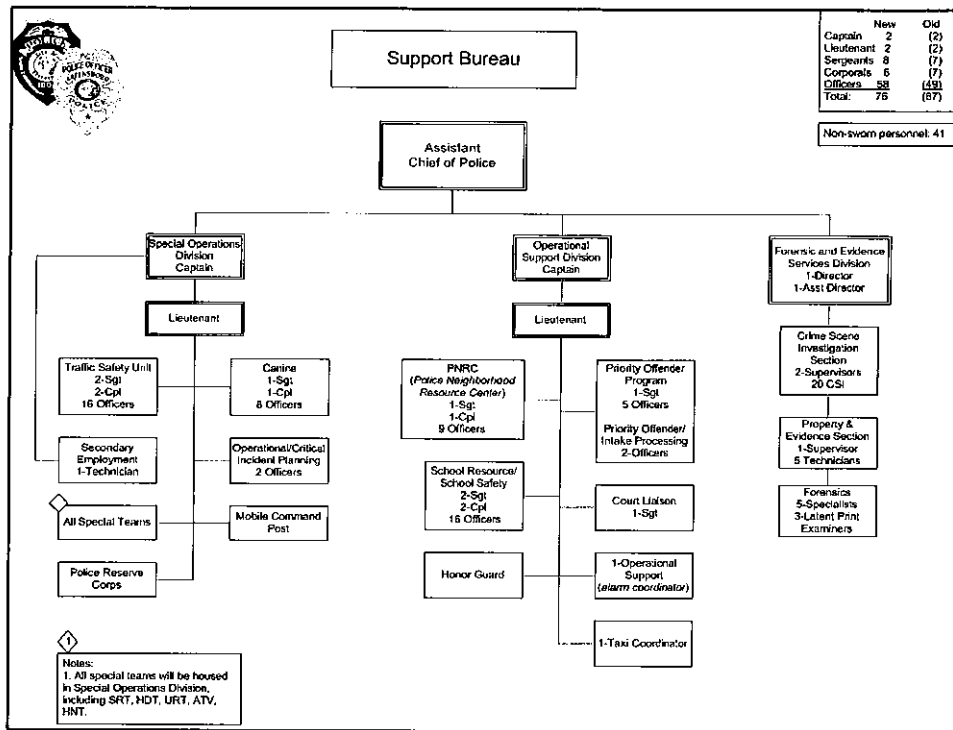 POLICE OFFICER
GREENSBORO
POLICE
Support Bureau
New Old
Captain 2 (2)
Lieutenant 2 (2)
Sergeants 8 (7)
Corporals 6 (7)
Officers 58 (49)
Total: 76 (67)
Non-sworn personnel: 41
Assistant
Chief of Police
Special Operations
Division
Captain
Lieutenant
Traffic Safety Unit
2-Sgt
2-Cpl
16 Officers
Canine
1-Sgt
1-Cpl
8 Officers
Secondary
Employment
1-Technician
Operational/Critical
Incident Planning
2 Officers
All Special Teams
Mobile Command
Post
Police Reserve
Corps
1
Notes:
1. All special teams will be housed
in Special Operations Division,
including SRT, HDT, URT, ATV,
HNT.
Operational
Support Division
Captain
Lieutenant
PNRC
(Police Neighborhood
Resource Center)
1-Sgt
1-Cpl
9 Officers
Priority Offender
Program
1-Sgt
5 Officers
Priority Offender/
Intake Processing
2-Officers
School Resource/
School Safety
2-Sgt
2-Cpl
16 Officers
Court Liaison
1-Sgt
Honor Guard
1-Operational
Support
(alarm coordinator)
1-Taxi Coordinator
Forensic and Evidence
Services Division
1-Director
1-Asst Director
Crime Scene
Investigation
Section
2-Supervisors
20 CSI
Property &
Evidence Section
1-Supervisor
5 Technicians
Forensics
5-Specialists
3-Latent Print
Examiners